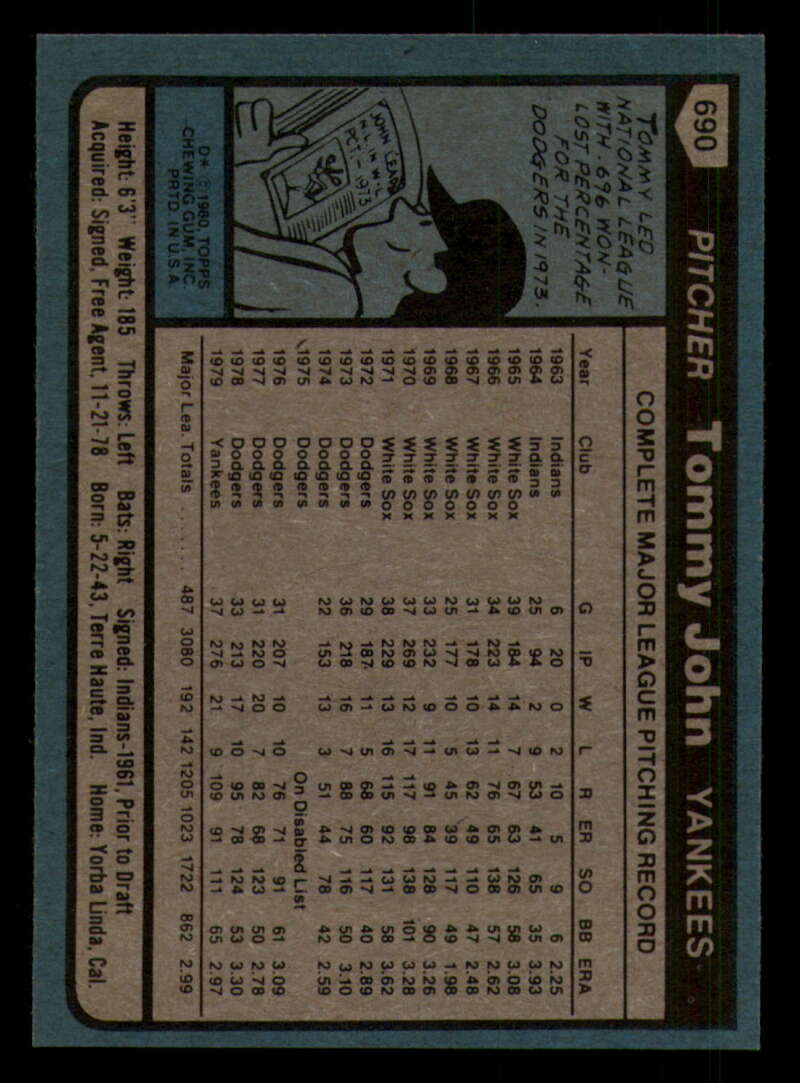 690 PITCHER Tommy John YANKEES
COMPLETE MAJOR LEAGUE PITCHING RECORD
TOMMY LED
NATIONAL LEAGUE
WITH .696 WON-
LOST PERCENTAGE
FOR THE
DODGERS IN 1973.
JOHN LEADS
D* © 1980 TOPPS
CHEWING GUM, INC.
PRTD. IN U.S.A.
Year Club G IP W L R ER SO BB ERA
1963 Indians 6 20 0 2 10 5 9 6 2.25
1964 Indians 25 94 2 9 53 41 65 35 3.93
1965 White Sox 39 184 14 7 67 63 126 58 3.08
1966 White Sox 34 223 14 11 76 65 138 57 2.62
1967 White Sox 31 178 10 13 62 49 110 47 2.48
1968 White Sox 25 177 10 5 45 39 117 49 1.98
1969 White Sox 33 232 9 11 91 84 128 90 3.26
1970 White Sox 37 269 12 17 117 98 138 101 3.28
1971 White Sox 38 229 13 16 115 92 131 58 3.62
1972 Dodgers 29 187 11 5 68 60 117 40 2.89
1973 Dodgers 36 218 16 7 88 75 116 50 3.10
1974 Dodgers 22 153 13 3 51 44 78 42 2.59
1975 Dodgers On Disabled List
1976 Dodgers 31 207 10 10 76 71 91 61 3.09
1977 Dodgers 31 220 20 7 82 68 123 50 2.78
1978 Dodgers 33 213 17 10 95 78 124 53 3.30
1979 Yankees 37 276 21 9 109 91 111 65 2.97
Major Lea. Totals ....... 487 3080 192 142 1205 1023 1722 862 2.99
Height: 6'3" Weight: 185 Throws: Left Bats: Right Signed: Indians-1961, Prior to Draft
Acquired: Signed, Free Agent, 11-21-78 Born: 5-22-43, Terre Haute, Ind. Home: Yorba Linda, Cal.